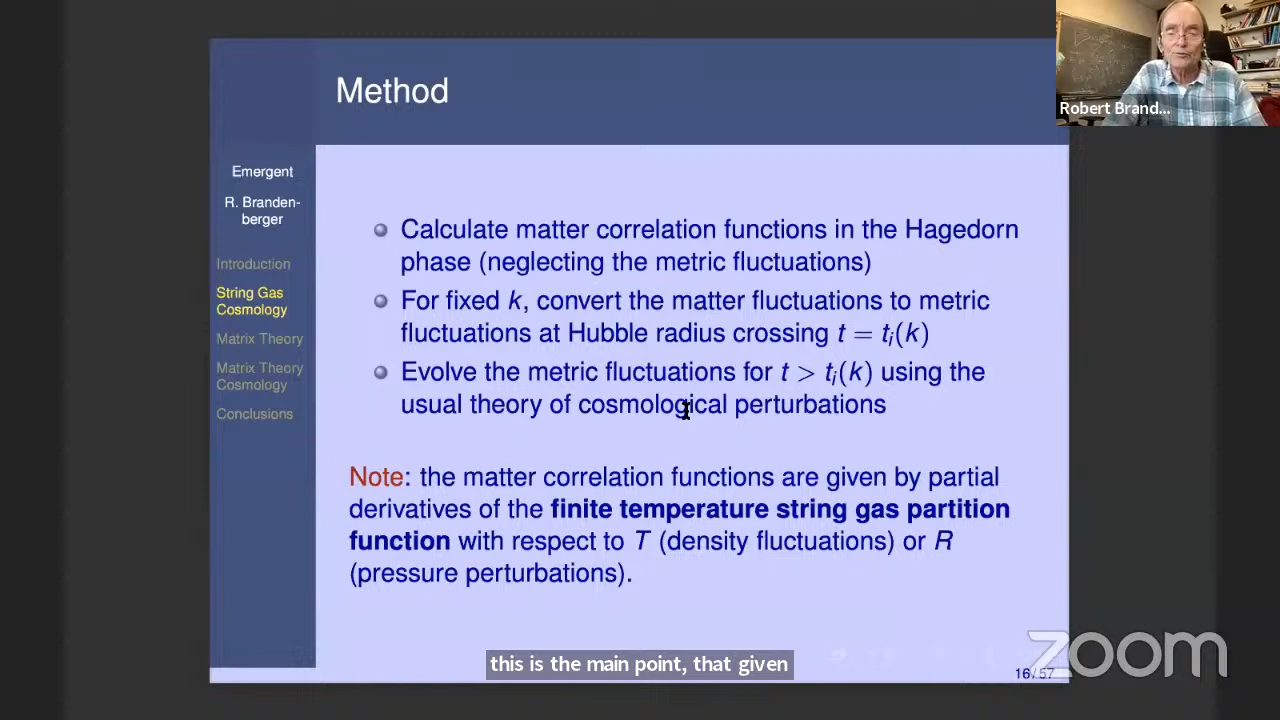 Method
Robert Brand...
Emergent
R. Branden-
berger
Introduction
String Gas
Cosmology
Matrix Theory
Matrix Theory
Cosmology
Conclusions
Calculate matter correlation functions in the Hagedorn
phase (neglecting the metric fluctuations)
For fixed k, convert the matter fluctuations to metric
fluctuations at Hubble radius crossing t = tᵢ(k)
Evolve the metric fluctuations for t > tᵢ(k) using the
usual theory of cosmological perturbations
Note: the matter correlation functions are given by partial
derivatives of the finite temperature string gas partition
function with respect to T (density fluctuations) or R
(pressure perturbations).
this is the main point, that given
zoom
16/57